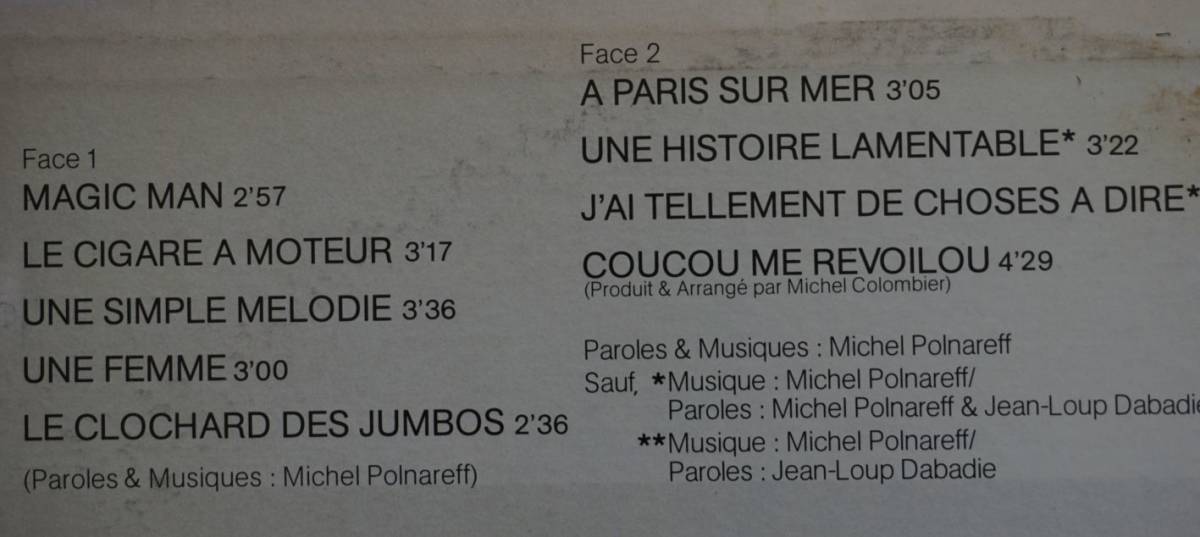 Face 1
MAGIC MAN 2'57
LE CIGARE A MOTEUR 3'17
UNE SIMPLE MELODIE 3'36
UNE FEMME 3'00
LE CLOCHARD DES JUMBOS 2'36
(Paroles & Musiques : Michel Polnareff)
Face 2
A PARIS SUR MER 3'05
UNE HISTOIRE LAMENTABLE* 3'22
J'AI TELLEMENT DE CHOSES A DIRE*
COUCOU ME REVOILOU 4'29
(Produit & Arrangé par Michel Colombier)
Paroles & Musiques : Michel Polnareff
Sauf, *Musique : Michel Polnareff/
Paroles : Michel Polnareff & Jean-Loup Dabadie
**Musique : Michel Polnareff/
Paroles : Jean-Loup Dabadie